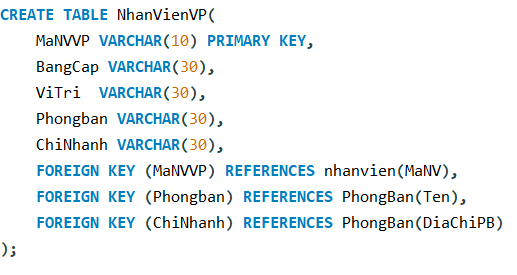 CREATE TABLE NhanVienVP(
    MaNVVP VARCHAR(10) PRIMARY KEY,
    BangCap VARCHAR(30),
    ViTri  VARCHAR(30),
    Phongban VARCHAR(30),
    ChiNhanh VARCHAR(30),
    FOREIGN KEY (MaNVVP) REFERENCES nhanvien(MaNV),
    FOREIGN KEY (Phongban) REFERENCES PhongBan(Ten),
    FOREIGN KEY (ChiNhanh) REFERENCES PhongBan(DiaChiPB)
);